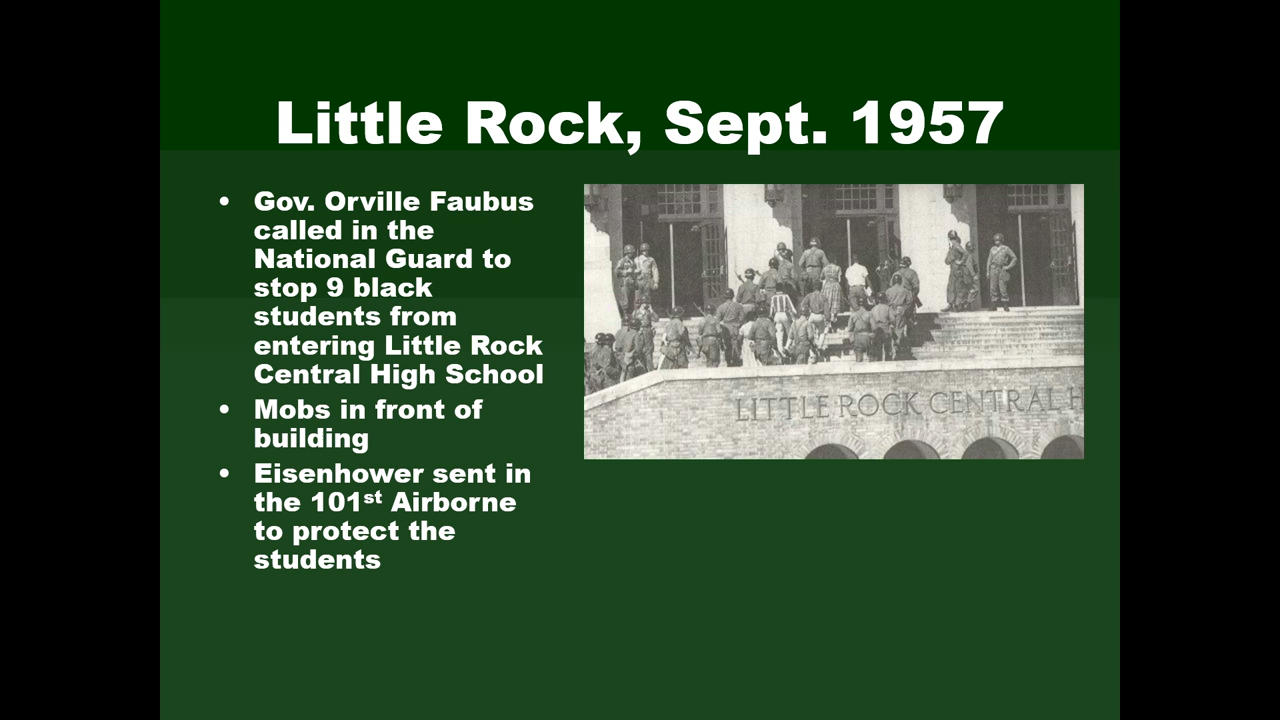 Little Rock, Sept. 1957
• Gov. Orville Faubus
called in the
National Guard to
stop 9 black
students from
entering Little Rock
Central High School
• Mobs in front of
building
• Eisenhower sent in
the 101st Airborne
to protect the
students
LITTLE ROCK CENTRAL H